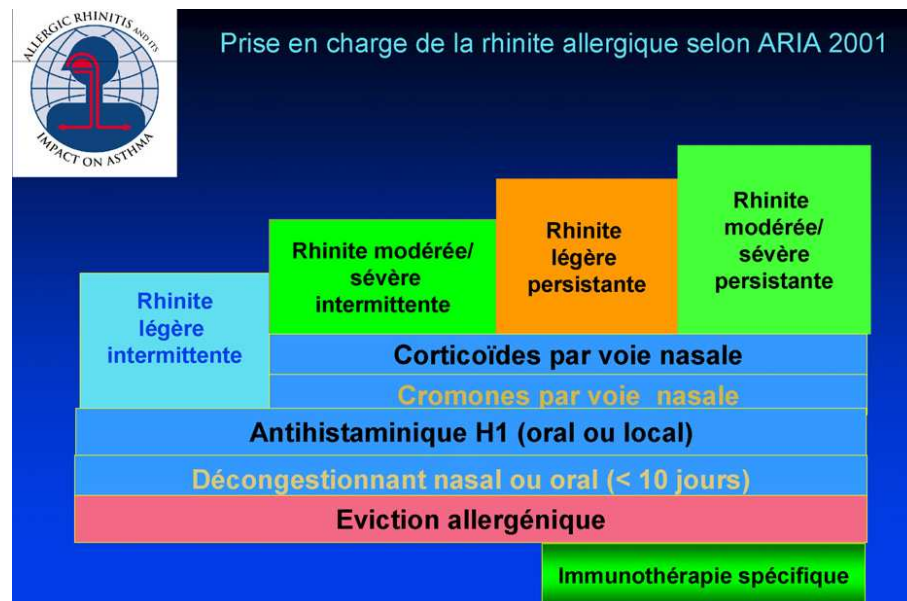 ALLERGIC RHINITIS AND ITS
IMPACT ON ASTHMA
Prise en charge de la rhinite allergique selon ARIA 2001
Rhinite
légère
intermittente
Rhinite modérée/
sévère
intermittente
Rhinite
légère
persistante
Rhinite
modérée/
sévère
persistante
Corticoïdes par voie nasale
Cromones par voie nasale
Antihistaminique H1 (oral ou local)
Décongestionnant nasal ou oral (< 10 jours)
Eviction allergénique
Immunothérapie spécifique